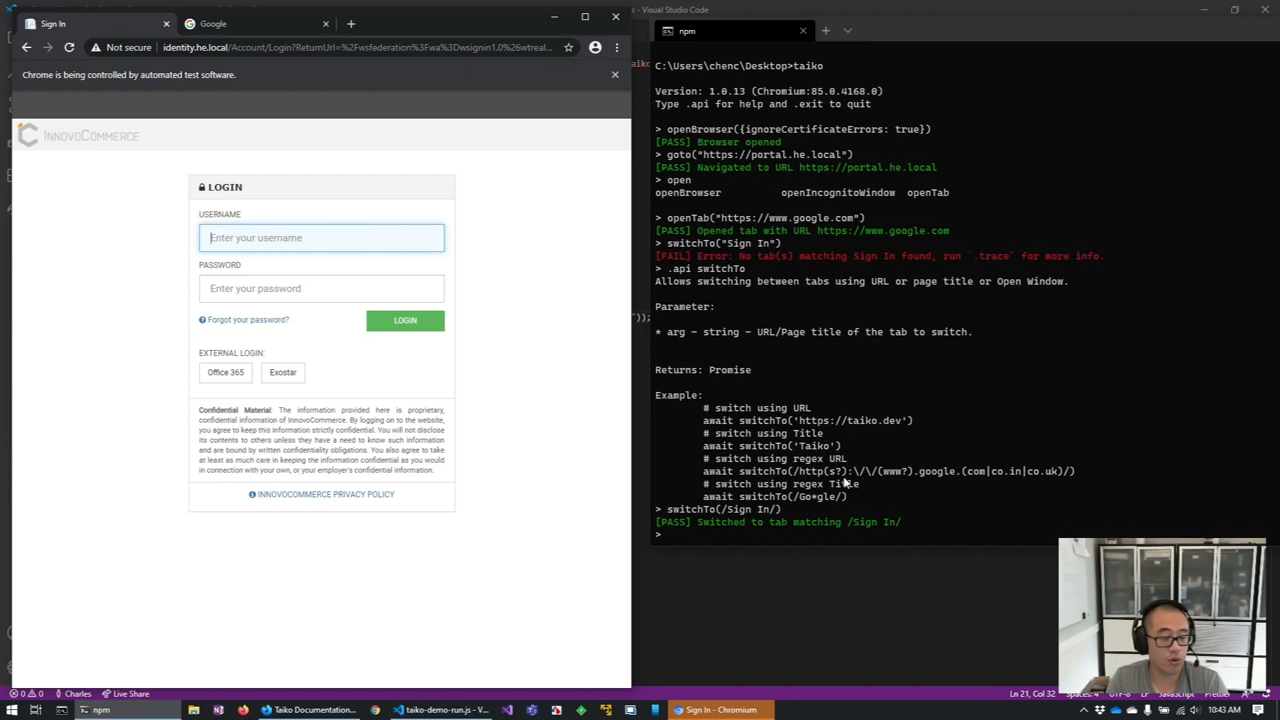 Sign In
Google
Not secure
identity.he.local/Account/Login?ReturnUrl=%2Fwsfederation%3Fwa%3Dwsignin1.0%26wtreal...
Chrome is being controlled by automated test software.
INNOVOCOMMERCE
LOGIN
USERNAME
Enter your username
PASSWORD
Enter your password
Forgot your password?
LOGIN
EXTERNAL LOGIN:
Office 365
Exostar
Confidential Material: The information provided here is proprietary,
confidential information of InnovoCommerce. By logging on to the website,
you agree to keep this information strictly confidential. You will not disclose
its contents to others unless they have a need to know such information
and are bound by written confidentiality obligations. You also agree to take
at least as much care in keeping the information confidential as you would
in connection with your own, or your employer's confidential information.
INNOVOCOMMERCE PRIVACY POLICY
- Visual Studio Code
npm
C:\Users\chenc\Desktop>taiko
Version: 1.0.13 (Chromium:85.0.4168.0)
Type .api for help and .exit to quit
> openBrowser({ignoreCertificateErrors: true})
[PASS] Browser opened
> goto("https://portal.he.local")
[PASS] Navigated to URL https://portal.he.local
> open
openBrowser openIncognitoWindow openTab
> openTab("https://www.google.com")
[PASS] Opened tab with URL https://www.google.com
> switchTo("Sign In")
[FAIL] Error: No tab(s) matching Sign In found, run `.trace` for more info.
> .api switchTo
Allows switching between tabs using URL or page title or Open Window.
Parameter:
* arg - string - URL/Page title of the tab to switch.
Returns: Promise
Example:
# switch using URL
await switchTo('https://taiko.dev')
# switch using Title
await switchTo('Taiko')
# switch using regex URL
await switchTo(/http(s?):\/\/(www?).google.(com|co.in|co.uk)/)
# switch using regex Title
await switchTo(/Go*gle/)
> switchTo(/Sign In/)
[PASS] Switched to tab matching /Sign In/
>
"));
0 0
Charles
Live Share
Ln 21, Col 32
UTF-8
LF
JavaScript
Prettier
npm
Taiko Documentation...
taiko-demo-run.js - V...
Sign In - Chromium
10:43 AM